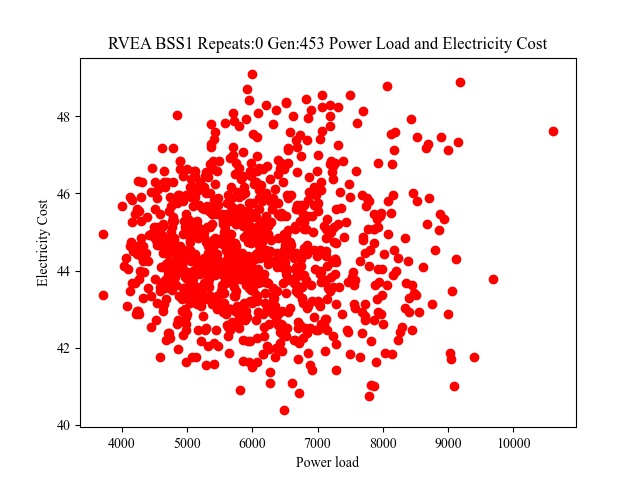 RVEA BSS1 Repeats:0 Gen:453 Power Load and Electricity Cost
48
46
44
42
40
Electricity Cost
4000 5000 6000 7000 8000 9000 10000
Power load